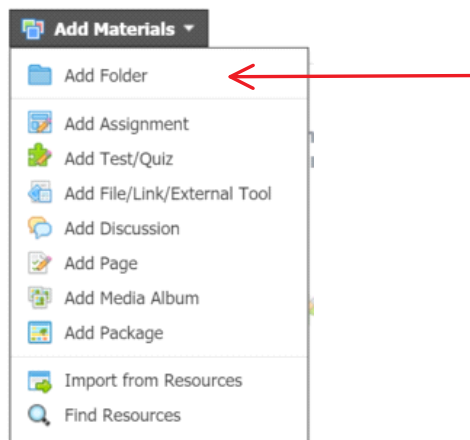 Add Materials
Add Folder
Add Assignment
Add Test/Quiz
Add File/Link/External Tool
Add Discussion
Add Page
Add Media Album
Add Package
Import from Resources
Find Resources